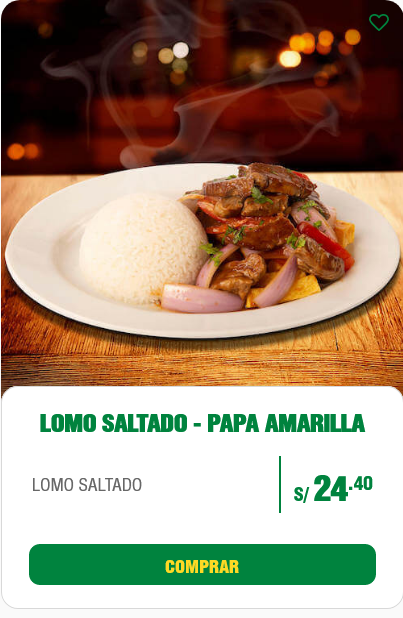 LOMO SALTADO - PAPA AMARILLA
LOMO SALTADO
S/ 24.40
COMPRAR